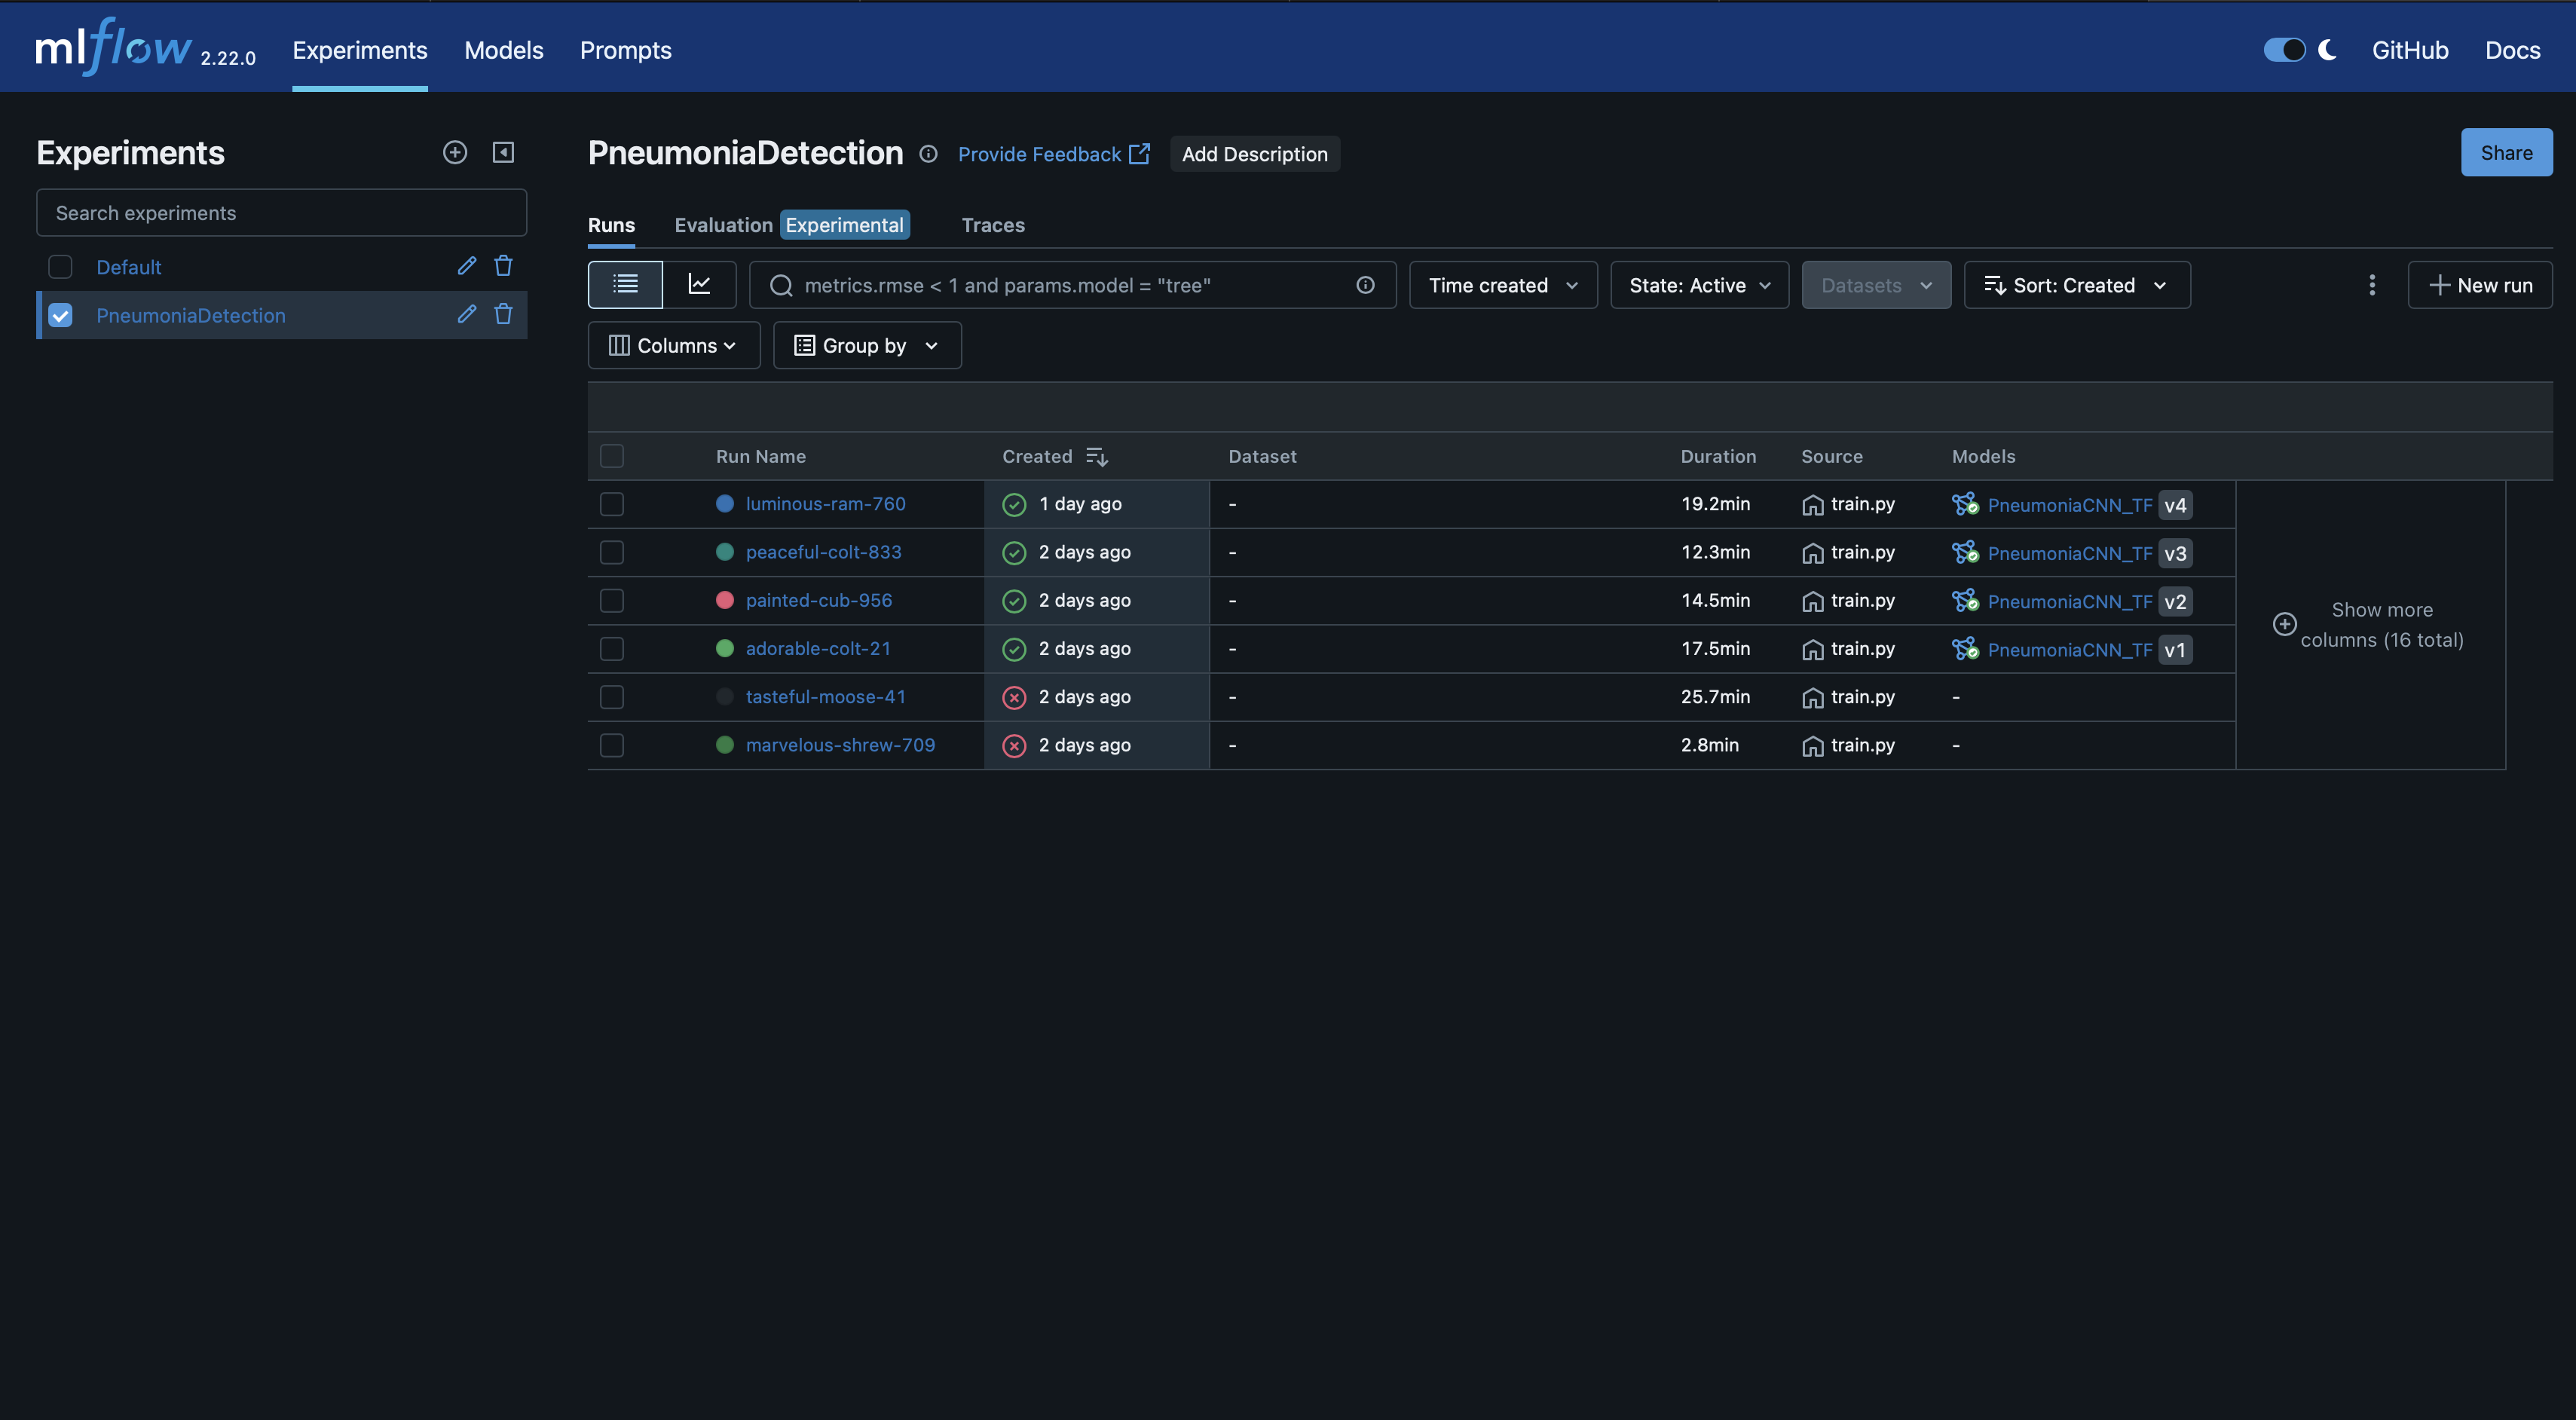 mlflow 2.22.0 Experiments Models Prompts GitHub Docs
Experiments
Search experiments
Default
PneumoniaDetection
PneumoniaDetection Provide Feedback Add Description Share
Runs Evaluation Experimental Traces
metrics.rmse < 1 and params.model = "tree" Time created State: Active Datasets Sort: Created New run
Columns Group by
Run Name Created Dataset Duration Source Models
luminous-ram-760 1 day ago - 19.2min train.py PneumoniaCNN_TF v4
peaceful-colt-833 2 days ago - 12.3min train.py PneumoniaCNN_TF v3
painted-cub-956 2 days ago - 14.5min train.py PneumoniaCNN_TF v2
adorable-colt-21 2 days ago - 17.5min train.py PneumoniaCNN_TF v1
tasteful-moose-41 2 days ago - 25.7min train.py -
marvelous-shrew-709 2 days ago - 2.8min train.py -
Show more
columns (16 total)